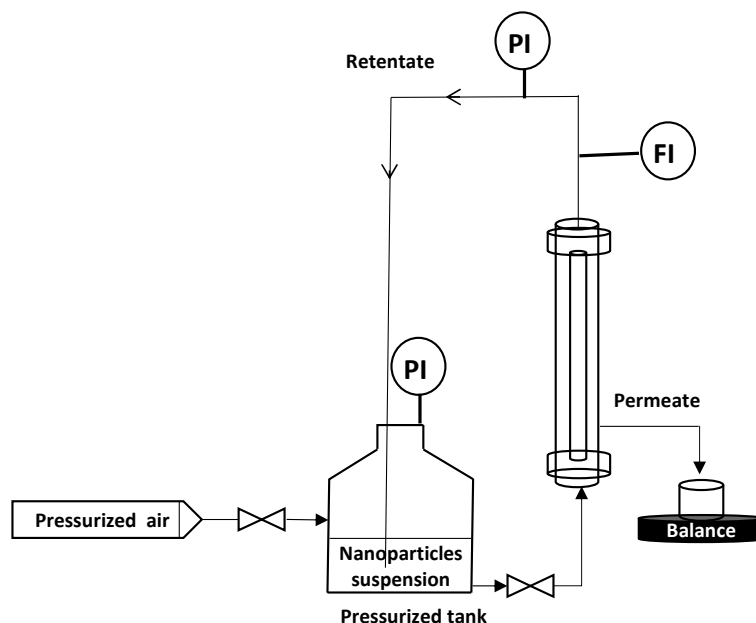 PI
Retentate
FI
PI
Permeate
Pressurized air
Nanoparticles
suspension
Balance
Pressurized tank